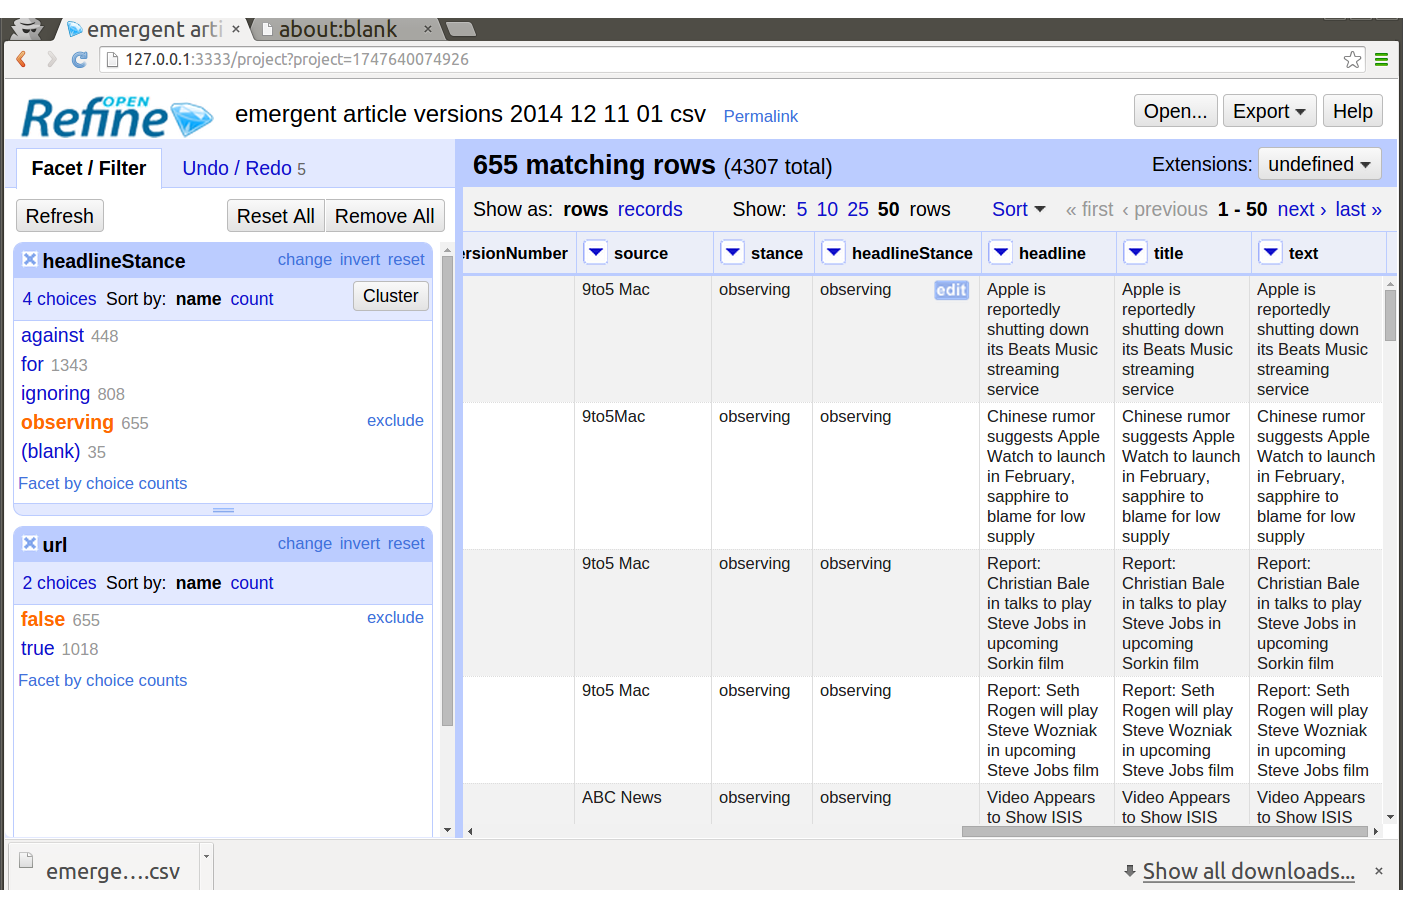 emergent arti × about:blank ×
127.0.0.1:3333/project?project=1747640074926
OPEN
Refine emergent article versions 2014 12 11 01 csv Permalink Open... Export Help
Facet / Filter Undo / Redo 5
655 matching rows (4307 total) Extensions: undefined
Refresh Reset All Remove All
Show as: rows records Show: 5 10 25 50 rows Sort « first ‹ previous 1 - 50 next › last »
headlineStance change invert reset
4 choices Sort by: name count Cluster
against 448
for 1343
ignoring 808
observing 655 exclude
(blank) 35
Facet by choice counts
url change invert reset
2 choices Sort by: name count
false 655 exclude
true 1018
Facet by choice counts
ersionNumber source stance headlineStance headline title text
9to5 Mac observing observing edit Apple is Apple is Apple is
reportedly reportedly reportedly
shutting down shutting down shutting down
its Beats Music its Beats Music its Beats Music
streaming streaming streaming
service service service
9to5Mac observing observing Chinese rumor Chinese rumor Chinese rumor
suggests Apple suggests Apple suggests Apple
Watch to launch Watch to launch Watch to launch
in February, in February, in February,
sapphire to sapphire to sapphire to
blame for low blame for low blame for low
supply supply supply
9to5 Mac observing observing Report: Report: Report:
Christian Bale Christian Bale Christian Bale
in talks to play in talks to play in talks to play
Steve Jobs in Steve Jobs in Steve Jobs in
upcoming upcoming upcoming
Sorkin film Sorkin film Sorkin film
9to5 Mac observing observing Report: Seth Report: Seth Report: Seth
Rogen will play Rogen will play Rogen will play
Steve Wozniak Steve Wozniak Steve Wozniak
in upcoming in upcoming in upcoming
Steve Jobs film Steve Jobs film Steve Jobs film
ABC News observing observing Video Appears Video Appears Video Appears
to Show ISIS to Show ISIS to Show ISIS
emerge....csv Show all downloads... ×